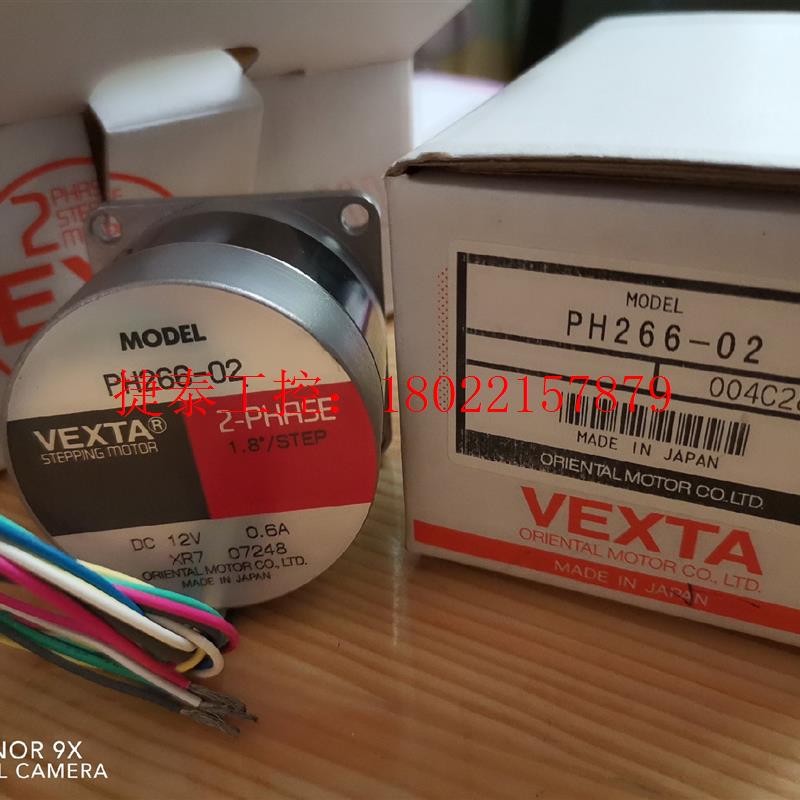 2 PHASE
STEPPING
MOTOR
MODEL
PH266-02
VEXTA®
STEPPING MOTOR
2-PHASE
1.8°/STEP
DC 12V 0.6A
XR7 07248
ORIENTAL MOTOR CO., LTD.
MADE IN JAPAN
捷泰工控：18022157879
MODEL
PH266-02
MADE IN JAPAN
ORIENTAL MOTOR CO.,LTD.
VEXTA
ORIENTAL MOTOR CO., LTD.
MADE IN JAPAN
NOR 9X
L CAMERA